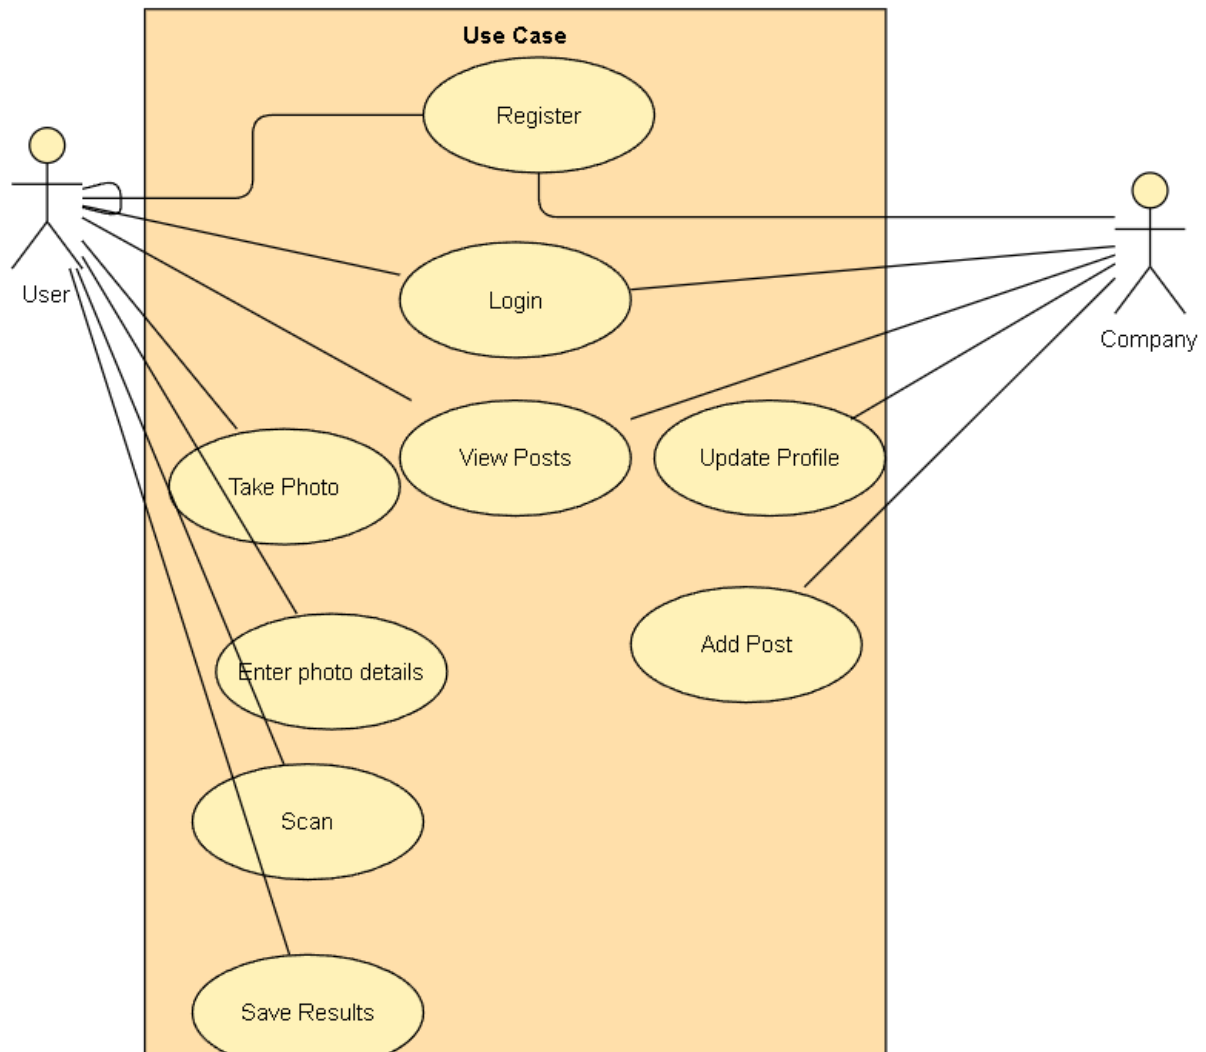 Use Case
Register
User
Login
Company
View Posts
Update Profile
Take Photo
Add Post
Enter photo details
Scan
Save Results